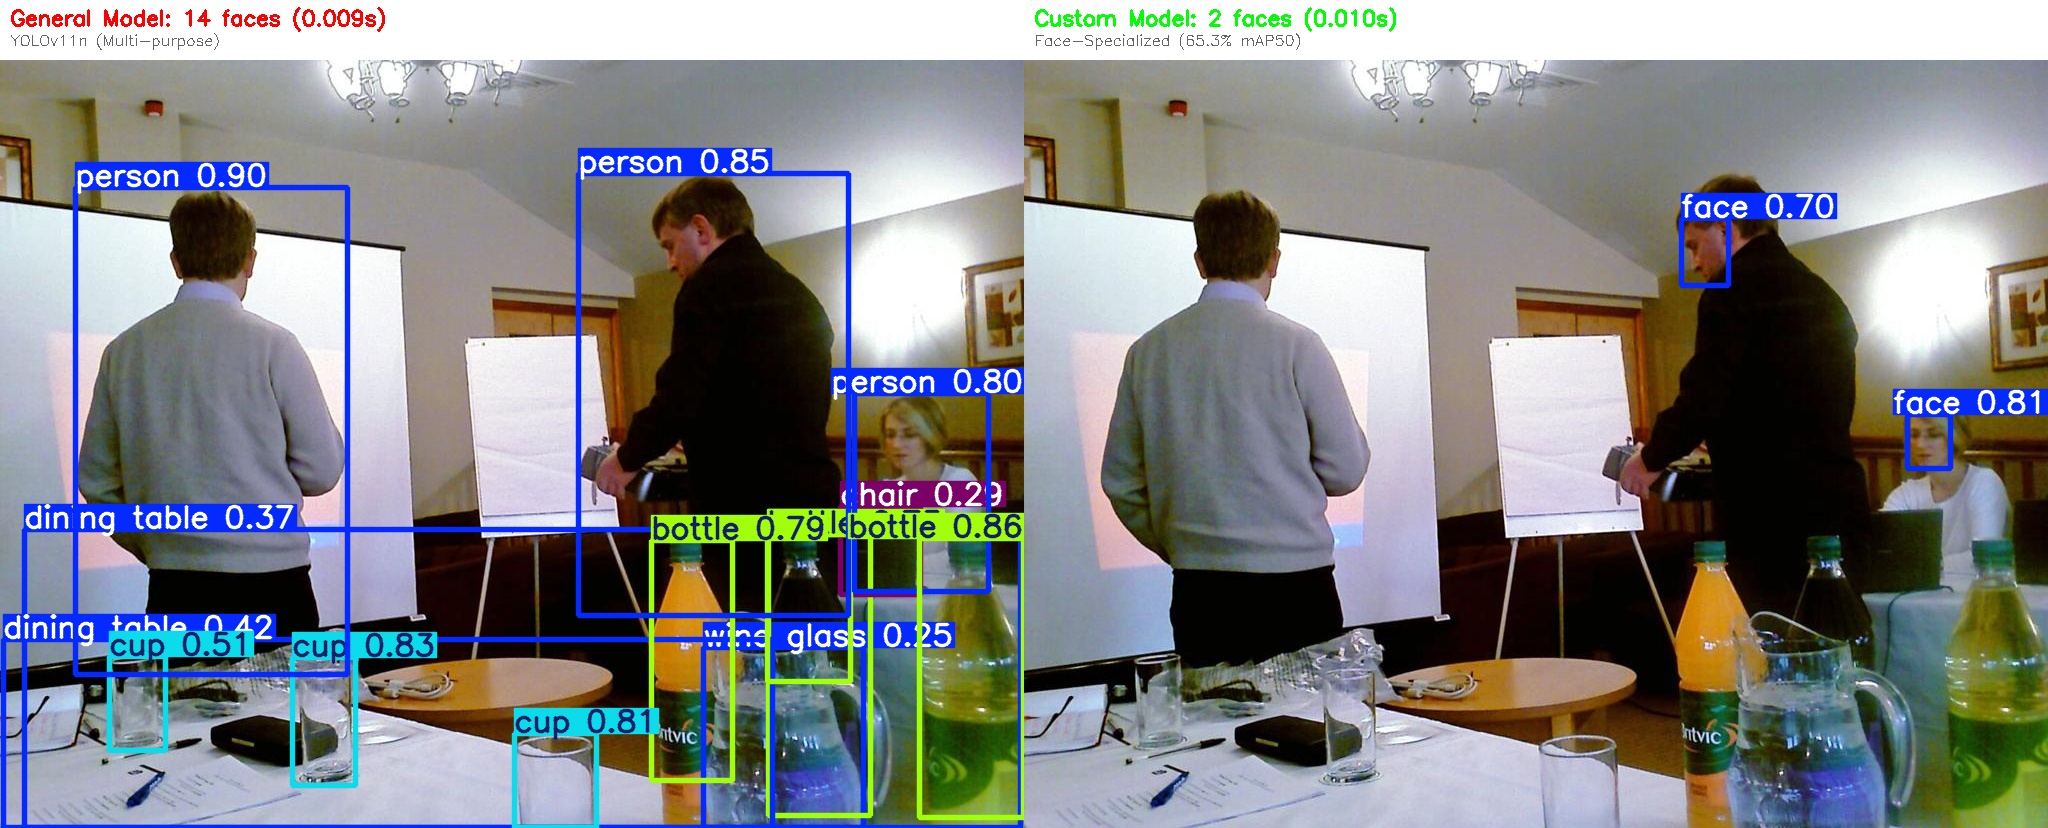 General Model: 14 faces (0.009s)
YOLOv11n (Multi-purpose)
Custom Model: 2 faces (0.010s)
Face-Specialized (65.3% mAP50)
person 0.90
person 0.85
person 0.80
chair 0.29
dining table 0.37
bottle 0.79
bottle 0.86
dining table 0.42
cup 0.51
cup 0.83
wine glass 0.25
cup 0.81
ntvic
face 0.70
face 0.81
ntvic